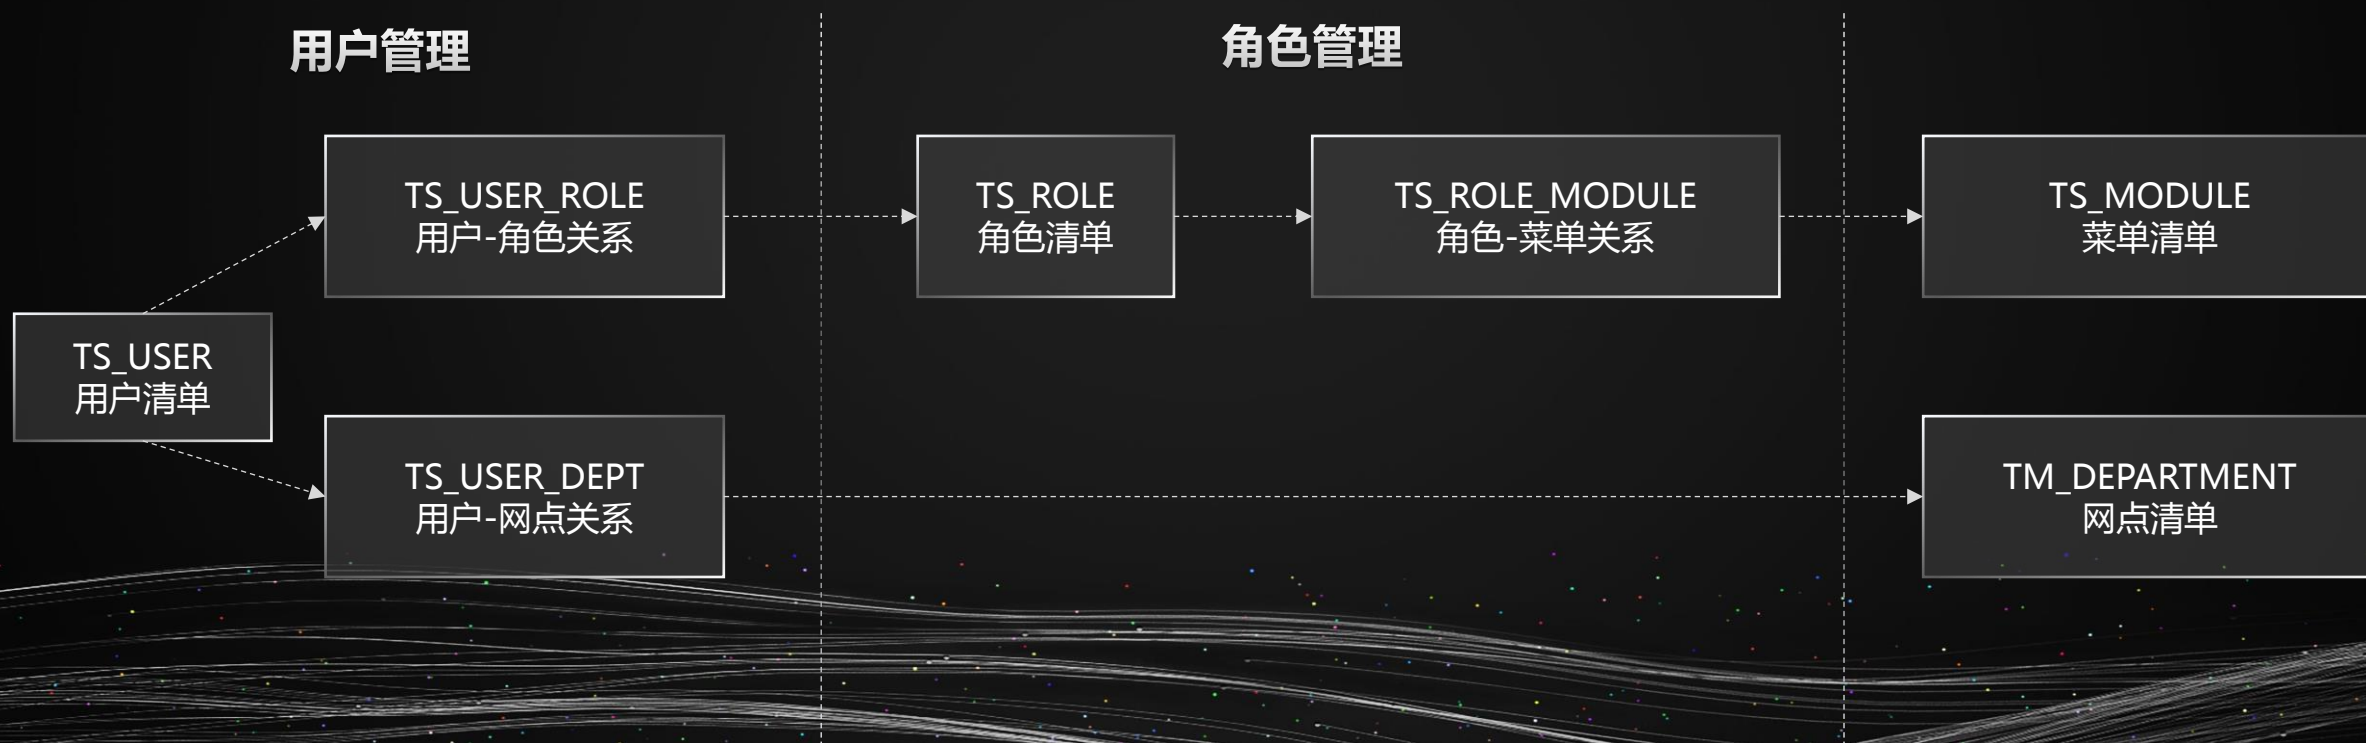 用户管理
角色管理
TS_USER_ROLE
用户-角色关系
TS_ROLE
角色清单
TS_ROLE_MODULE
角色-菜单关系
TS_MODULE
菜单清单
TS_USER
用户清单
TS_USER_DEPT
用户-网点关系
TM_DEPARTMENT
网点清单